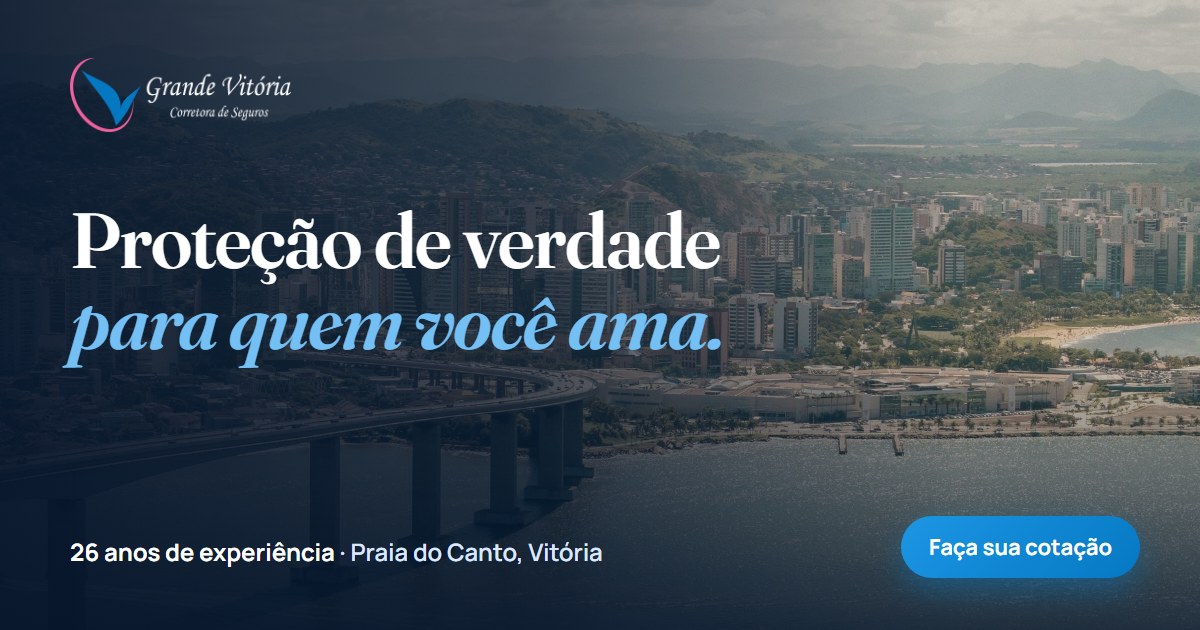 Grande Vitória
Corretora de Seguros
Proteção de verdade
para quem você ama.
26 anos de experiência · Praia do Canto, Vitória
Faça sua cotação